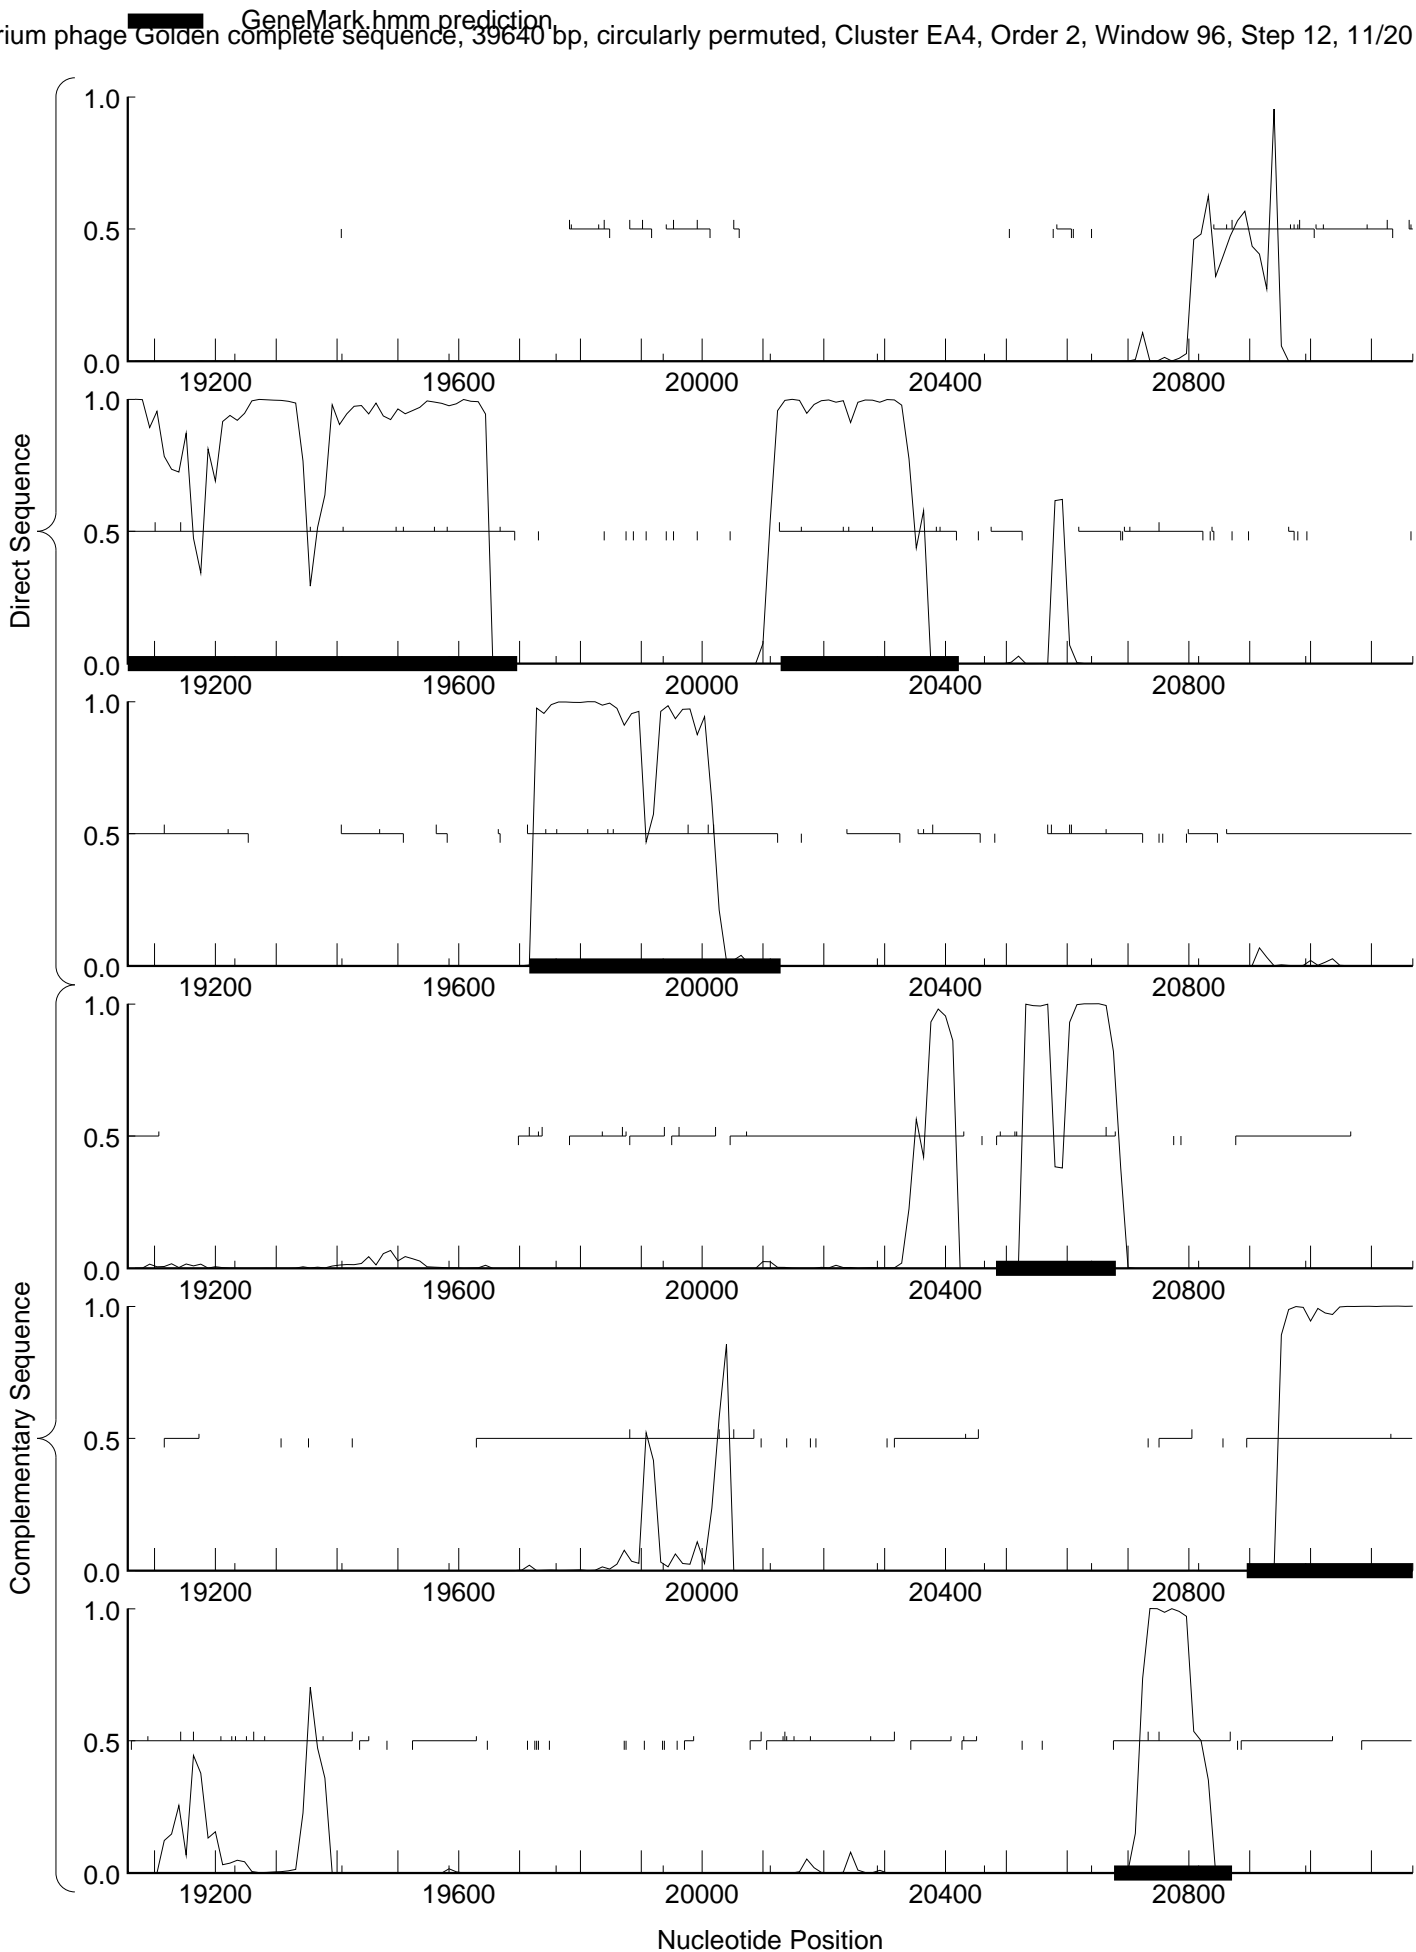 GeneMark.hmm prediction
rium phage Golden complete sequence, 39640 bp, circularly permuted, Cluster EA4, Order 2, Window 96, Step 12, 11/20
Direct Sequence
1.0
0.5
0.0
19200 19600 20000 20400 20800
1.0
0.5
0.0
19200 19600 20000 20400 20800
1.0
0.5
0.0
19200 19600 20000 20400 20800
Complementary Sequence
1.0
0.5
0.0
19200 19600 20000 20400 20800
1.0
0.5
0.0
19200 19600 20000 20400 20800
1.0
0.5
0.0
19200 19600 20000 20400 20800
Nucleotide Position